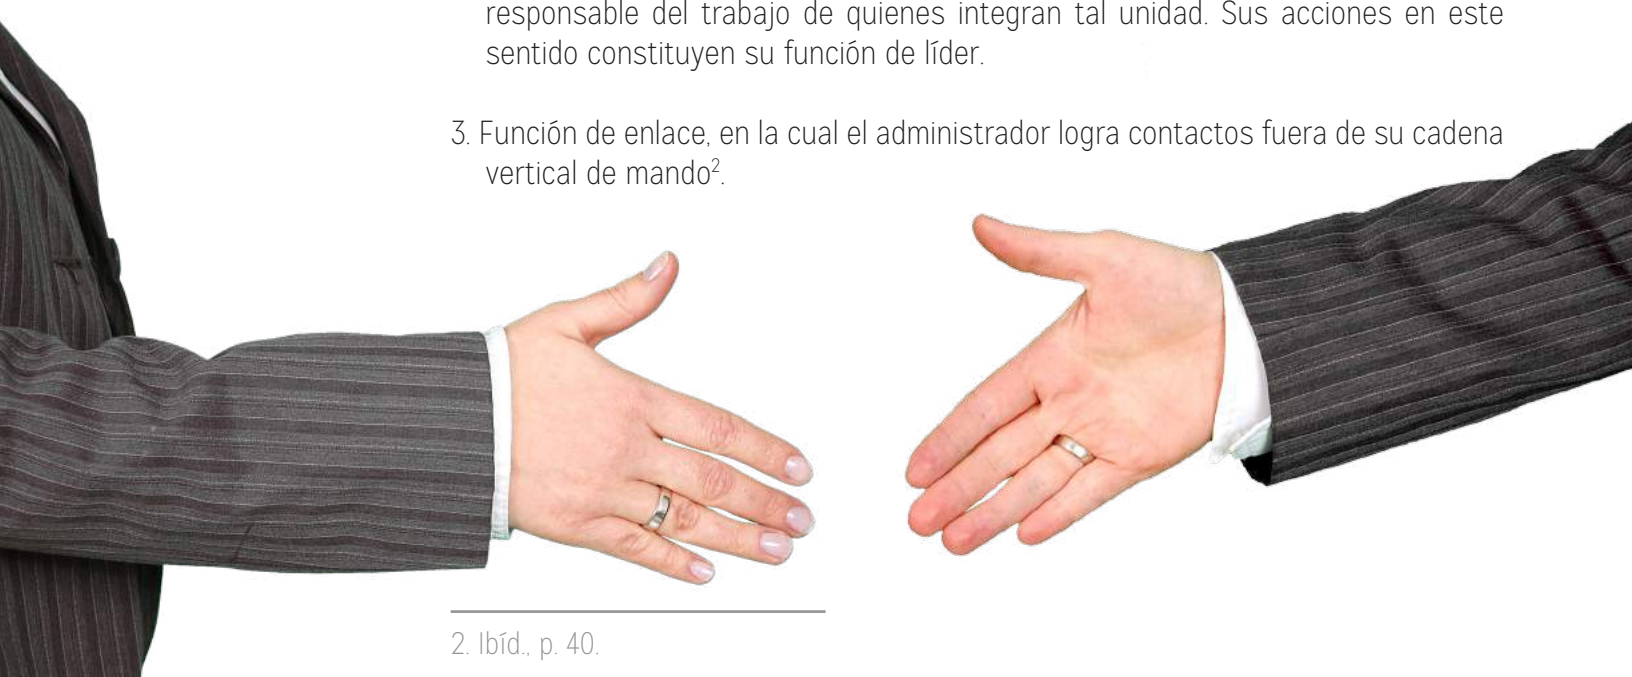 responsable del trabajo de quienes integran tal unidad. Sus acciones en este
sentido constituyen su función de líder.
3. Función de enlace, en la cual el administrador logra contactos fuera de su cadena
vertical de mando².
2. Ibíd., p. 40.